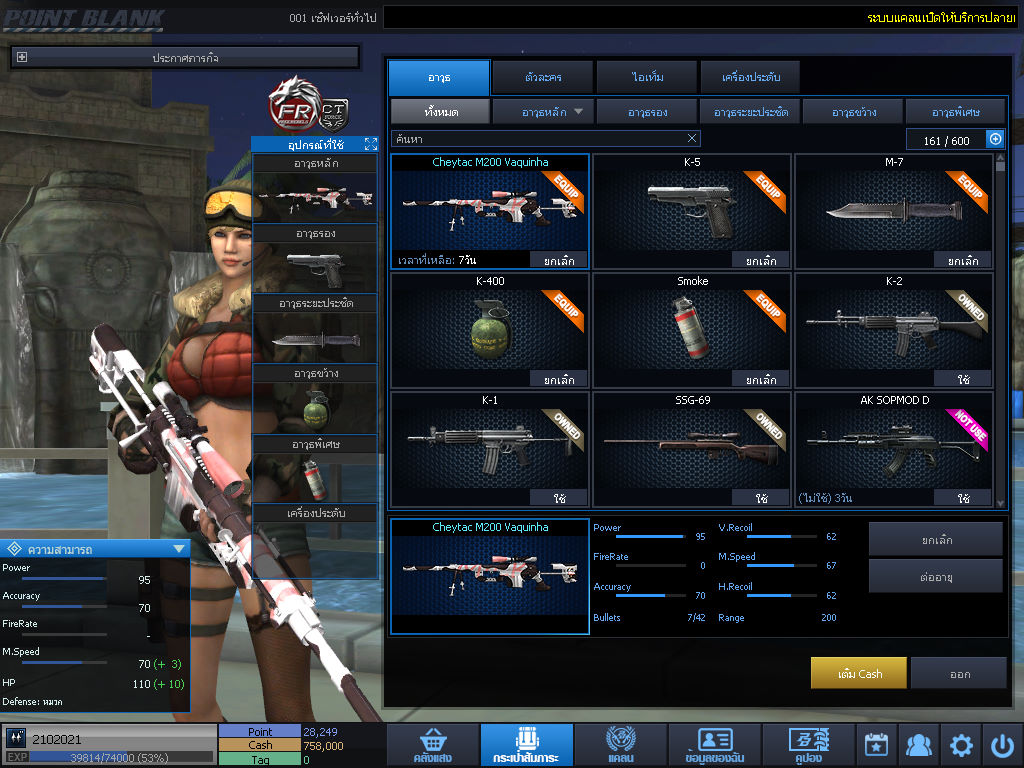 POINT BLANK
001 เซิฟเวอร์ทั่วไป
ระบบแคลนเปิดให้บริการปลายเ
ประกาศภารกิจ
FR
CT
FORCE
อุปกรณ์ที่ใช้
อาวุธหลัก
อาวุธรอง
อาวุธระยะประชิด
อาวุธขว้าง
อาวุธพิเศษ
เครื่องประดับ
อาวุธ
ตัวละคร
ไอเท็ม
เครื่องประดับ
ทั้งหมด
อาวุธหลัก
อาวุธรอง
อาวุธระยะประชิด
อาวุธขว้าง
อาวุธพิเศษ
ค้นหา
161 / 600
Cheytac M200 Vaquinha
EQUIP
เวลาที่เหลือ: 7วัน
ยกเลิก
K-5
EQUIP
ยกเลิก
M-7
EQUIP
ยกเลิก
K-400
EQUIP
ยกเลิก
Smoke
EQUIP
ยกเลิก
K-2
OWNED
ใช้
K-1
OWNED
ใช้
SSG-69
OWNED
ใช้
AK SOPMOD D
NOT USE
(ไม่ใช้) 3วัน
ใช้
Cheytac M200 Vaquinha
Power 95
FireRate 0
Accuracy 70
Bullets 7/42
V.Recoil 62
M.Speed 67
H.Recoil 62
Range 200
ยกเลิก
ต่ออายุ
เติม Cash
ออก
ความสามารถ
Power 95
Accuracy 70
FireRate -
M.Speed 70 (+ 3)
HP 110 (+ 10)
Defense: หมวก
2102021
EXP 39814/74000 (53%)
Point 28,249
Cash 758,000
Tag 0
คลังแสง
กระเป๋าสัมภาระ
แคลน
ข้อมูลของฉัน
คูปอง